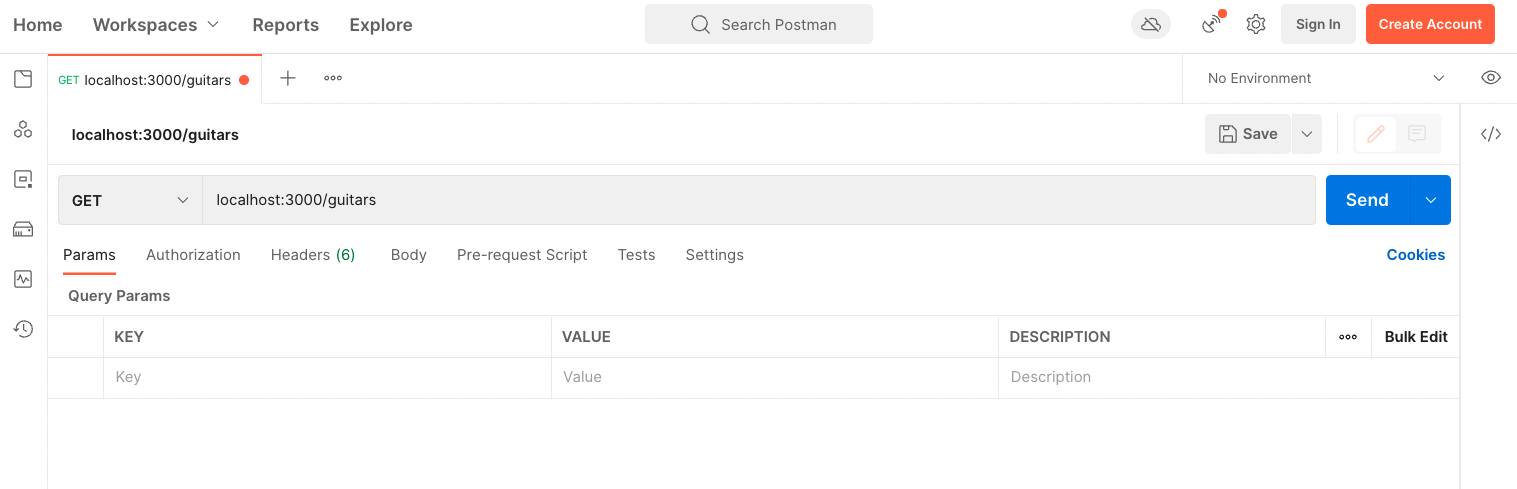 Home Workspaces Reports Explore Search Postman Sign In Create Account
GET localhost:3000/guitars No Environment
localhost:3000/guitars Save
GET localhost:3000/guitars Send
Params Authorization Headers (6) Body Pre-request Script Tests Settings Cookies
Query Params
KEY VALUE DESCRIPTION Bulk Edit
Key Value Description